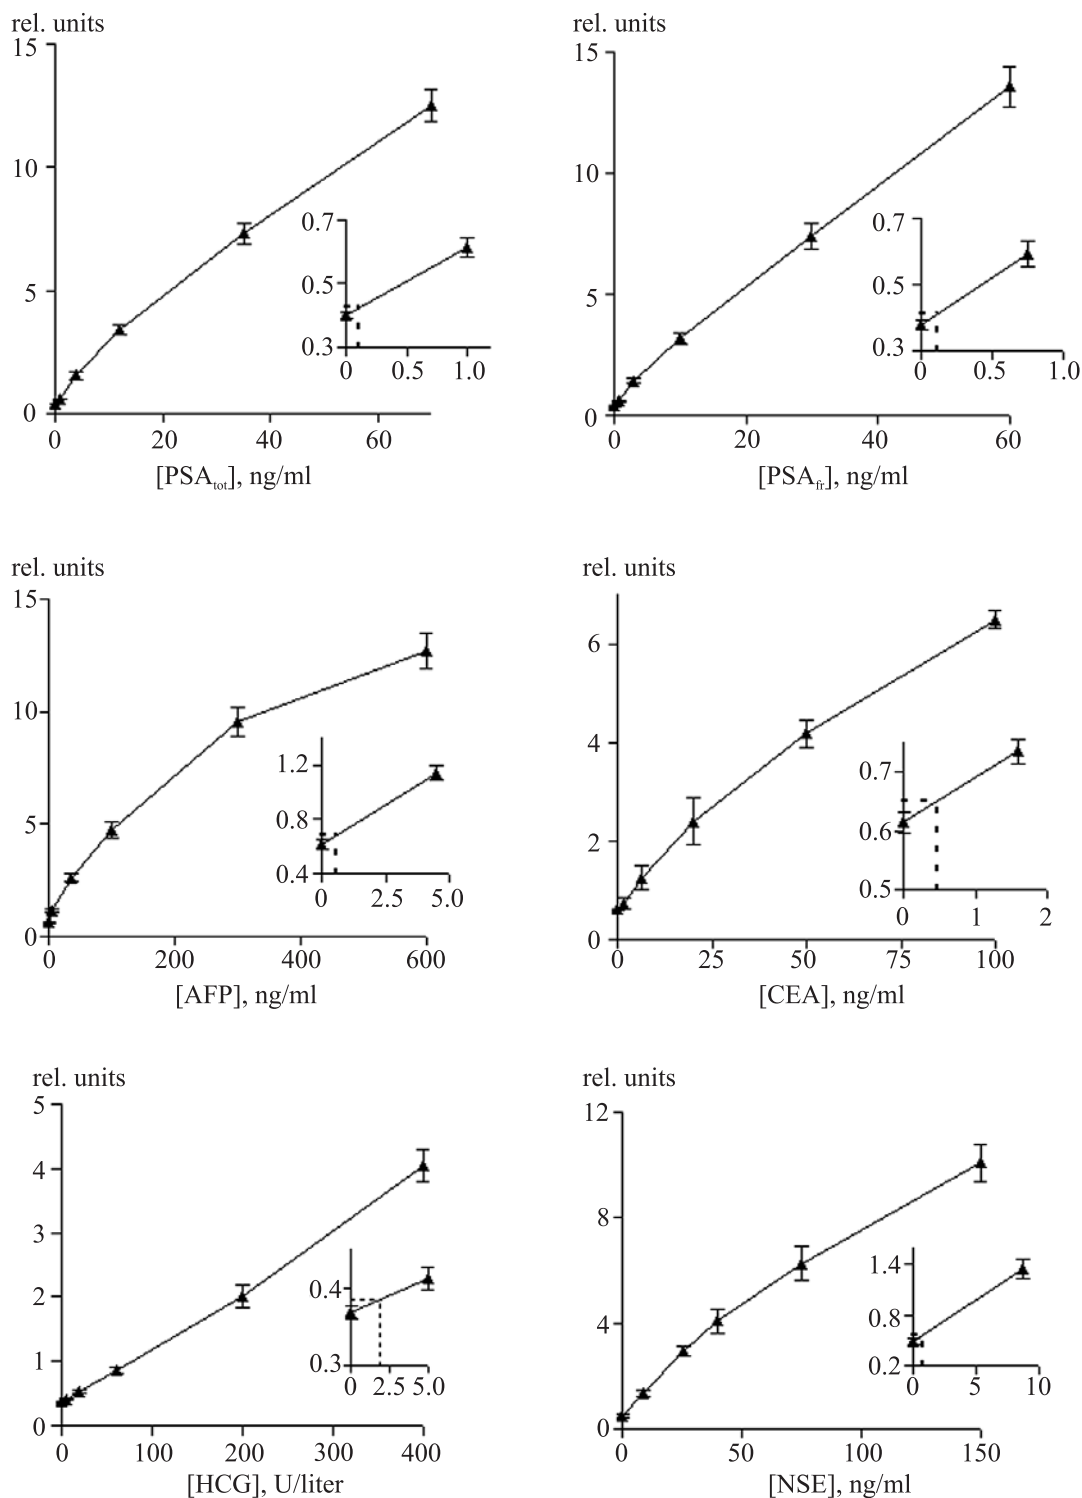 rel. units
15
10
5
0
0 20 40 60
[PSAtot], ng/ml
0.7
0.5
0.3
0 0.5 1.0
rel. units
15
10
5
0
0 20 40 60
[PSAfr], ng/ml
0.7
0.5
0.3
0 0.5 1.0
rel. units
15
10
5
0
0 200 400 600
[AFP], ng/ml
1.2
0.8
0.4
0 2.5 5.0
rel. units
6
4
2
0
0 25 50 75 100
[CEA], ng/ml
0.7
0.6
0.5
0 1 2
rel. units
5
4
3
2
1
0
0 100 200 300 400
[HCG], U/liter
0.4
0.3
0 2.5 5.0
rel. units
12
8
4
0
0 50 100 150
[NSE], ng/ml
1.4
0.8
0.2
0 5 10